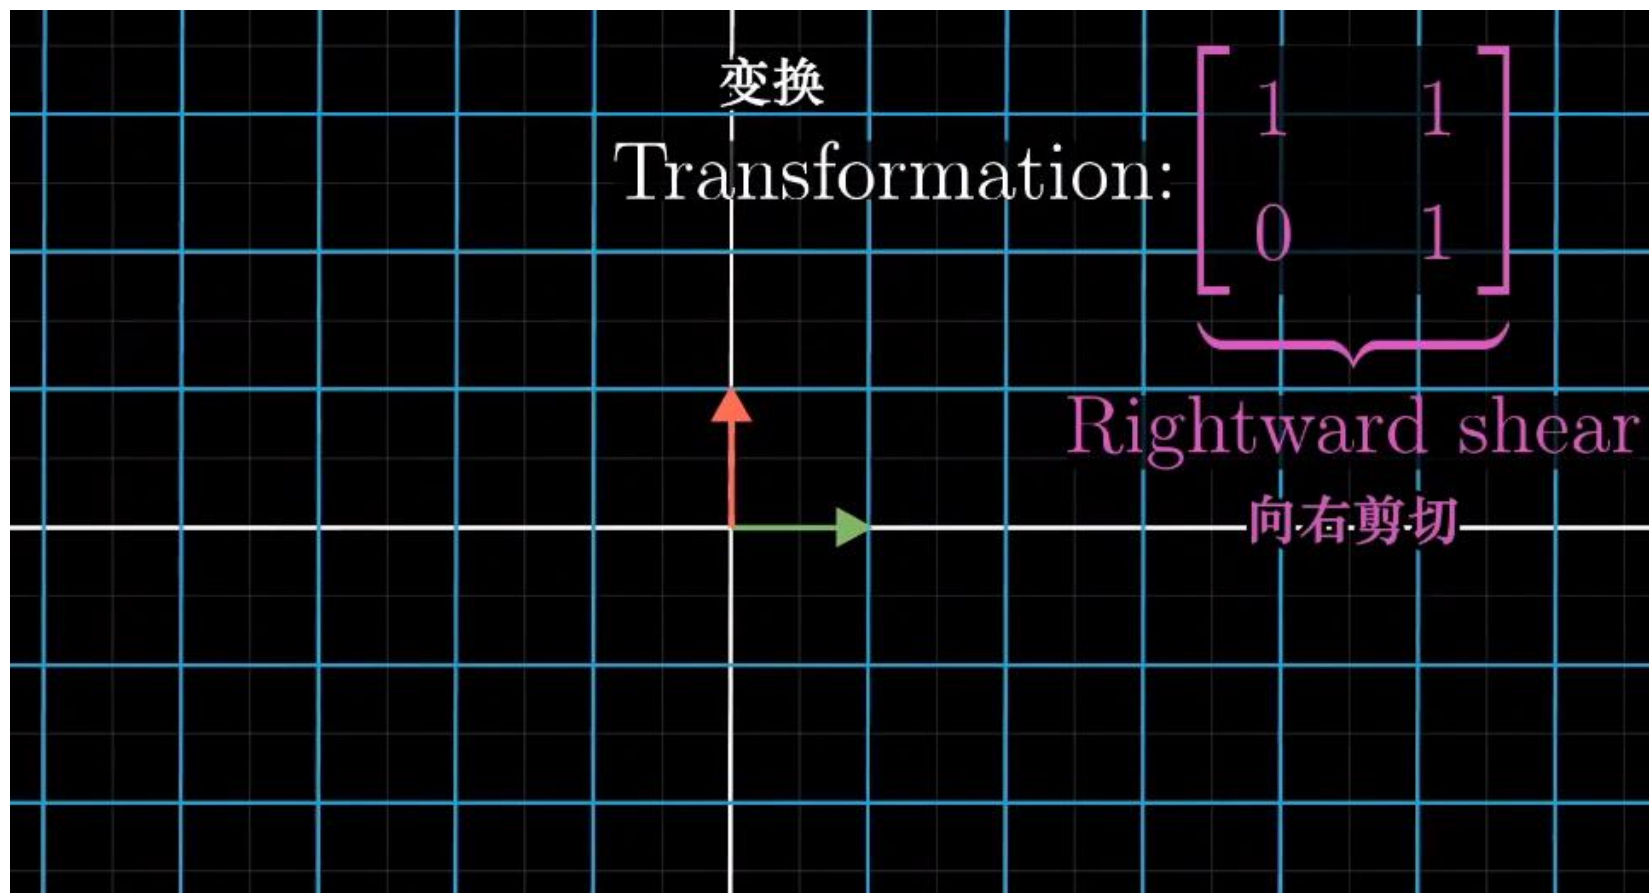 变换
Transformation:
1 1
0 1
Rightward shear
向右剪切